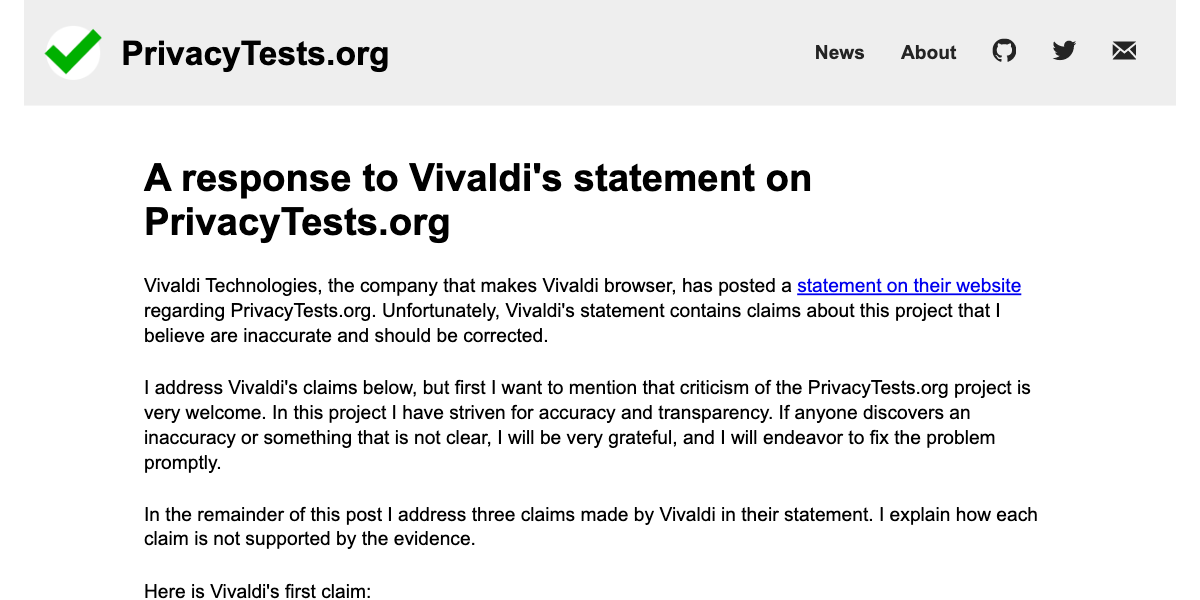 PrivacyTests.org
News About
A response to Vivaldi's statement on
PrivacyTests.org
Vivaldi Technologies, the company that makes Vivaldi browser, has posted a statement on their website
regarding PrivacyTests.org. Unfortunately, Vivaldi's statement contains claims about this project that I
believe are inaccurate and should be corrected.
I address Vivaldi's claims below, but first I want to mention that criticism of the PrivacyTests.org project is
very welcome. In this project I have striven for accuracy and transparency. If anyone discovers an
inaccuracy or something that is not clear, I will be very grateful, and I will endeavor to fix the problem
promptly.
In the remainder of this post I address three claims made by Vivaldi in their statement. I explain how each
claim is not supported by the evidence.
Here is Vivaldi's first claim: